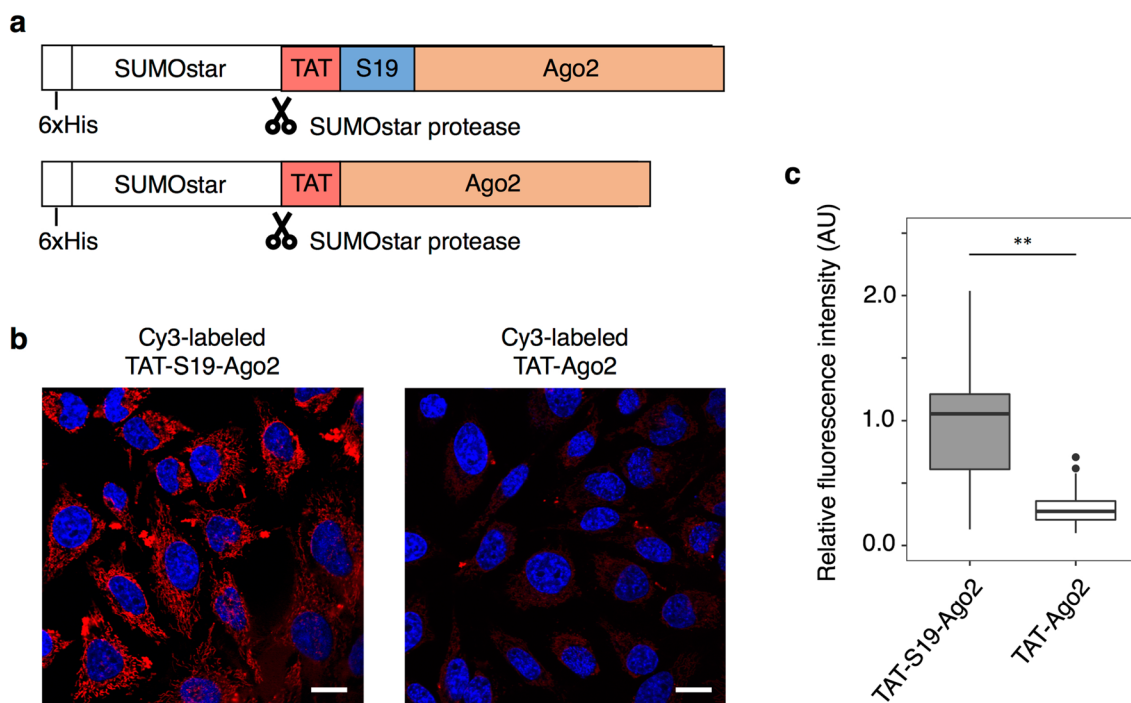 a
SUMOstar TAT S19 Ago2
6xHis SUMOstar protease
SUMOstar TAT Ago2
6xHis SUMOstar protease
b
Cy3-labeled
TAT-S19-Ago2
Cy3-labeled
TAT-Ago2
c
Relative fluorescence intensity (AU)
2.0
1.0
0.0
**
TAT-S19-Ago2
TAT-Ago2